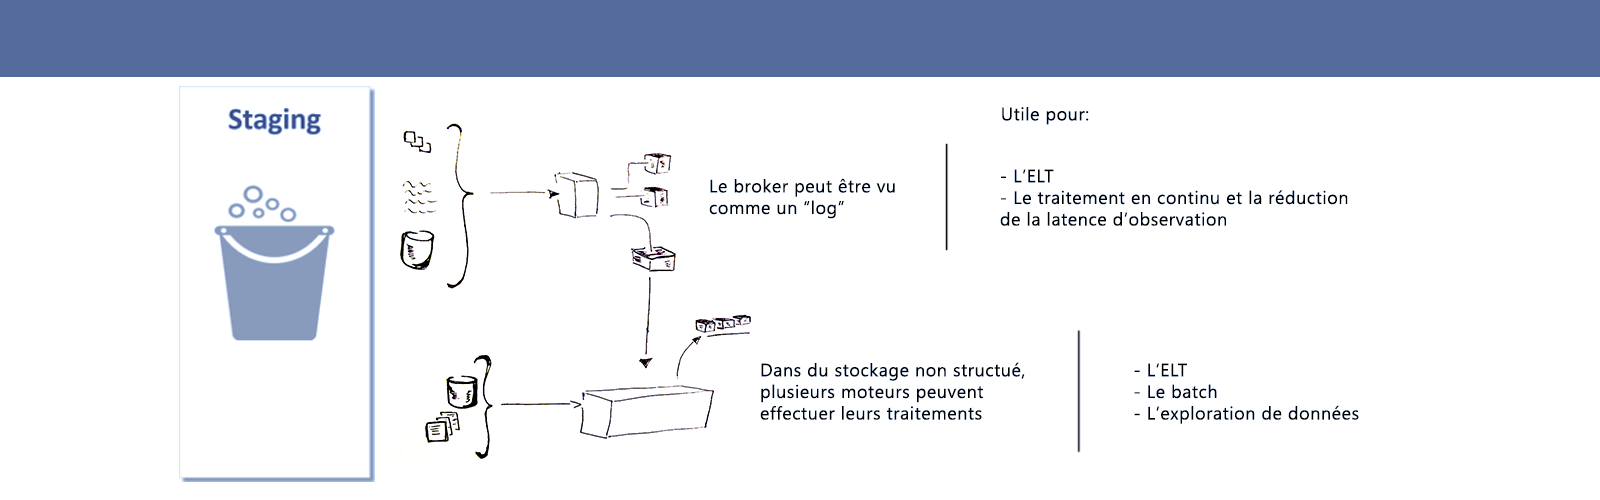 Staging
Utile pour:
Le broker peut être vu
comme un “log”
- L’ELT
- Le traitement en continu et la réduction
de la latence d’observation
Dans du stockage non structué,
plusieurs moteurs peuvent
effectuer leurs traitements
- L’ELT
- Le batch
- L’exploration de données